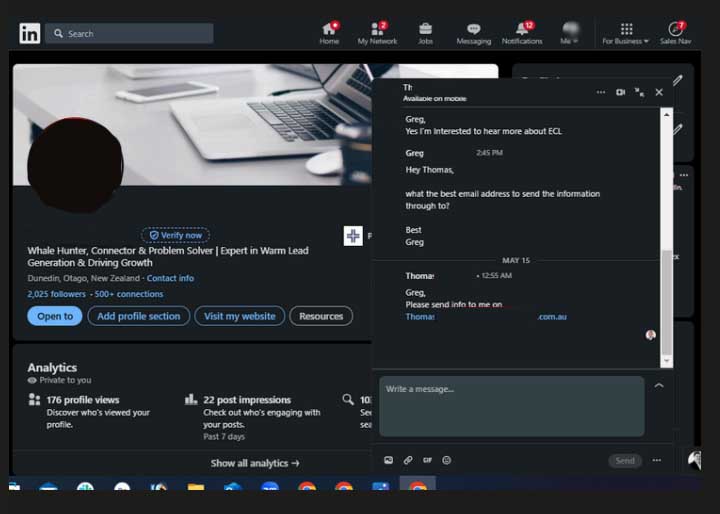 in
Search
2
12
7
Home
My Network
Jobs
Messaging
Notifications
Me
For Business
Sales Nav
Available on mobile
Greg,
Yes I'm Interested to hear more about ECL
Greg 2:45 PM
Hey Thomas,
what the best email address to send the information
through to?
Best
Greg
MAY 15
Thomas • 12:55 AM
Greg,
Please send info to me on
Thomas .com.au
Write a message...
GIF
Send
Verify now
Whale Hunter, Connector & Problem Solver | Expert in Warm Lead
Generation & Driving Growth
Dunedin, Otago, New Zealand · Contact info
2,025 followers · 500+ connections
Open to
Add profile section
Visit my website
Resources
Analytics
Private to you
176 profile views
Discover who's viewed your
profile.
22 post impressions
Check out who's engaging with
your posts.
Past 7 days
Show all analytics →